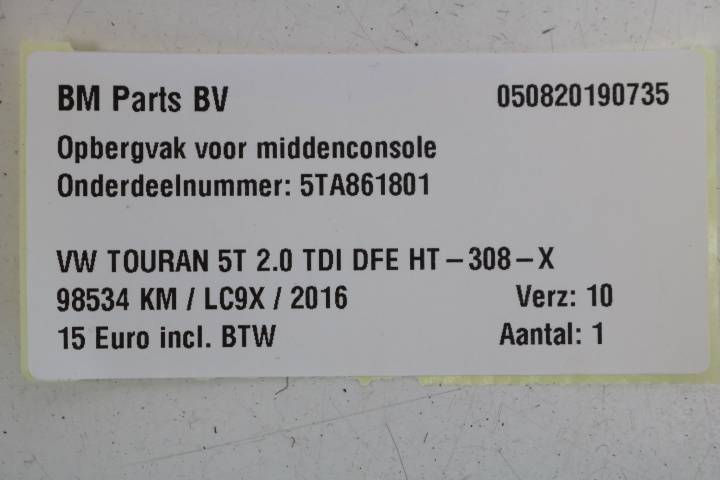 BM Parts BV 050820190735
Opbergvak voor middenconsole
Onderdeelnummer: 5TA861801
VW TOURAN 5T 2.0 TDI DFE HT-308-X
98534 KM / LC9X / 2016 Verz: 10
15 Euro incl. BTW Aantal: 1